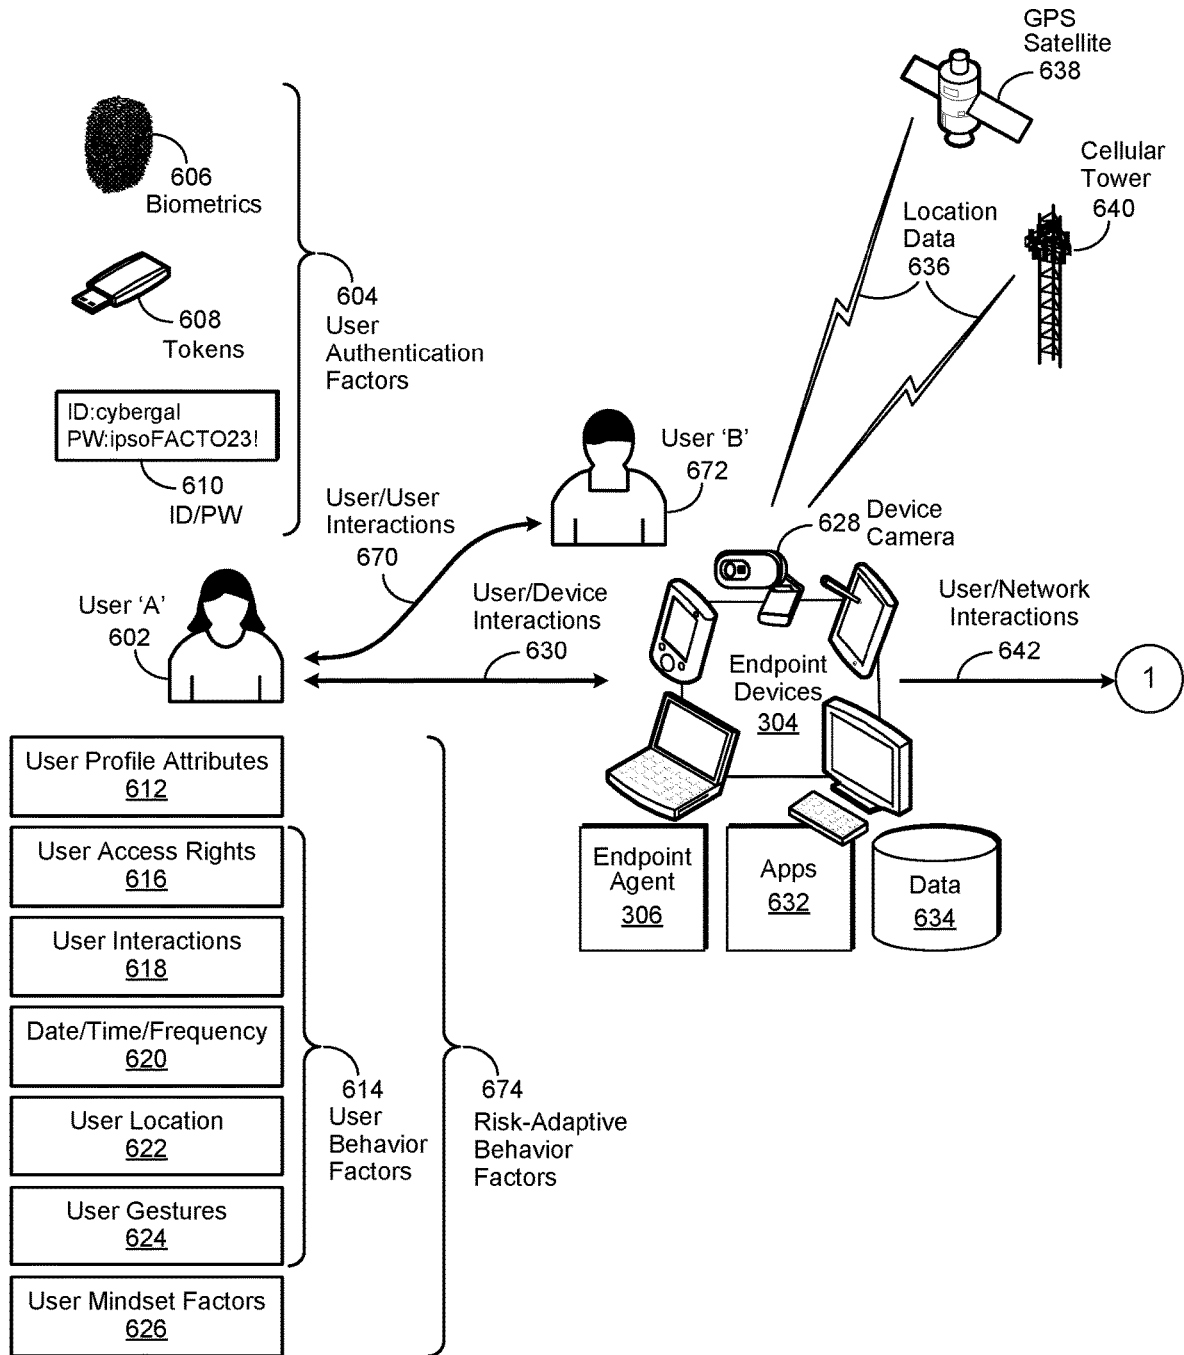 GPS
Satellite
638
Cellular
Tower
640
Location
Data
636
606
Biometrics
608
Tokens
604
User
Authentication
Factors
ID:cybergal
PW:ipsoFACTO23!
610
ID/PW
User/User
Interactions
670
User 'B'
672
628
Device
Camera
User 'A'
602
User/Device
Interactions
630
User/Network
Interactions
642
1
Endpoint
Devices
304
Endpoint
Agent
306
Apps
632
Data
634
User Profile Attributes
612
User Access Rights
616
User Interactions
618
Date/Time/Frequency
620
User Location
622
User Gestures
624
User Mindset Factors
626
614
User
Behavior
Factors
674
Risk-Adaptive
Behavior
Factors